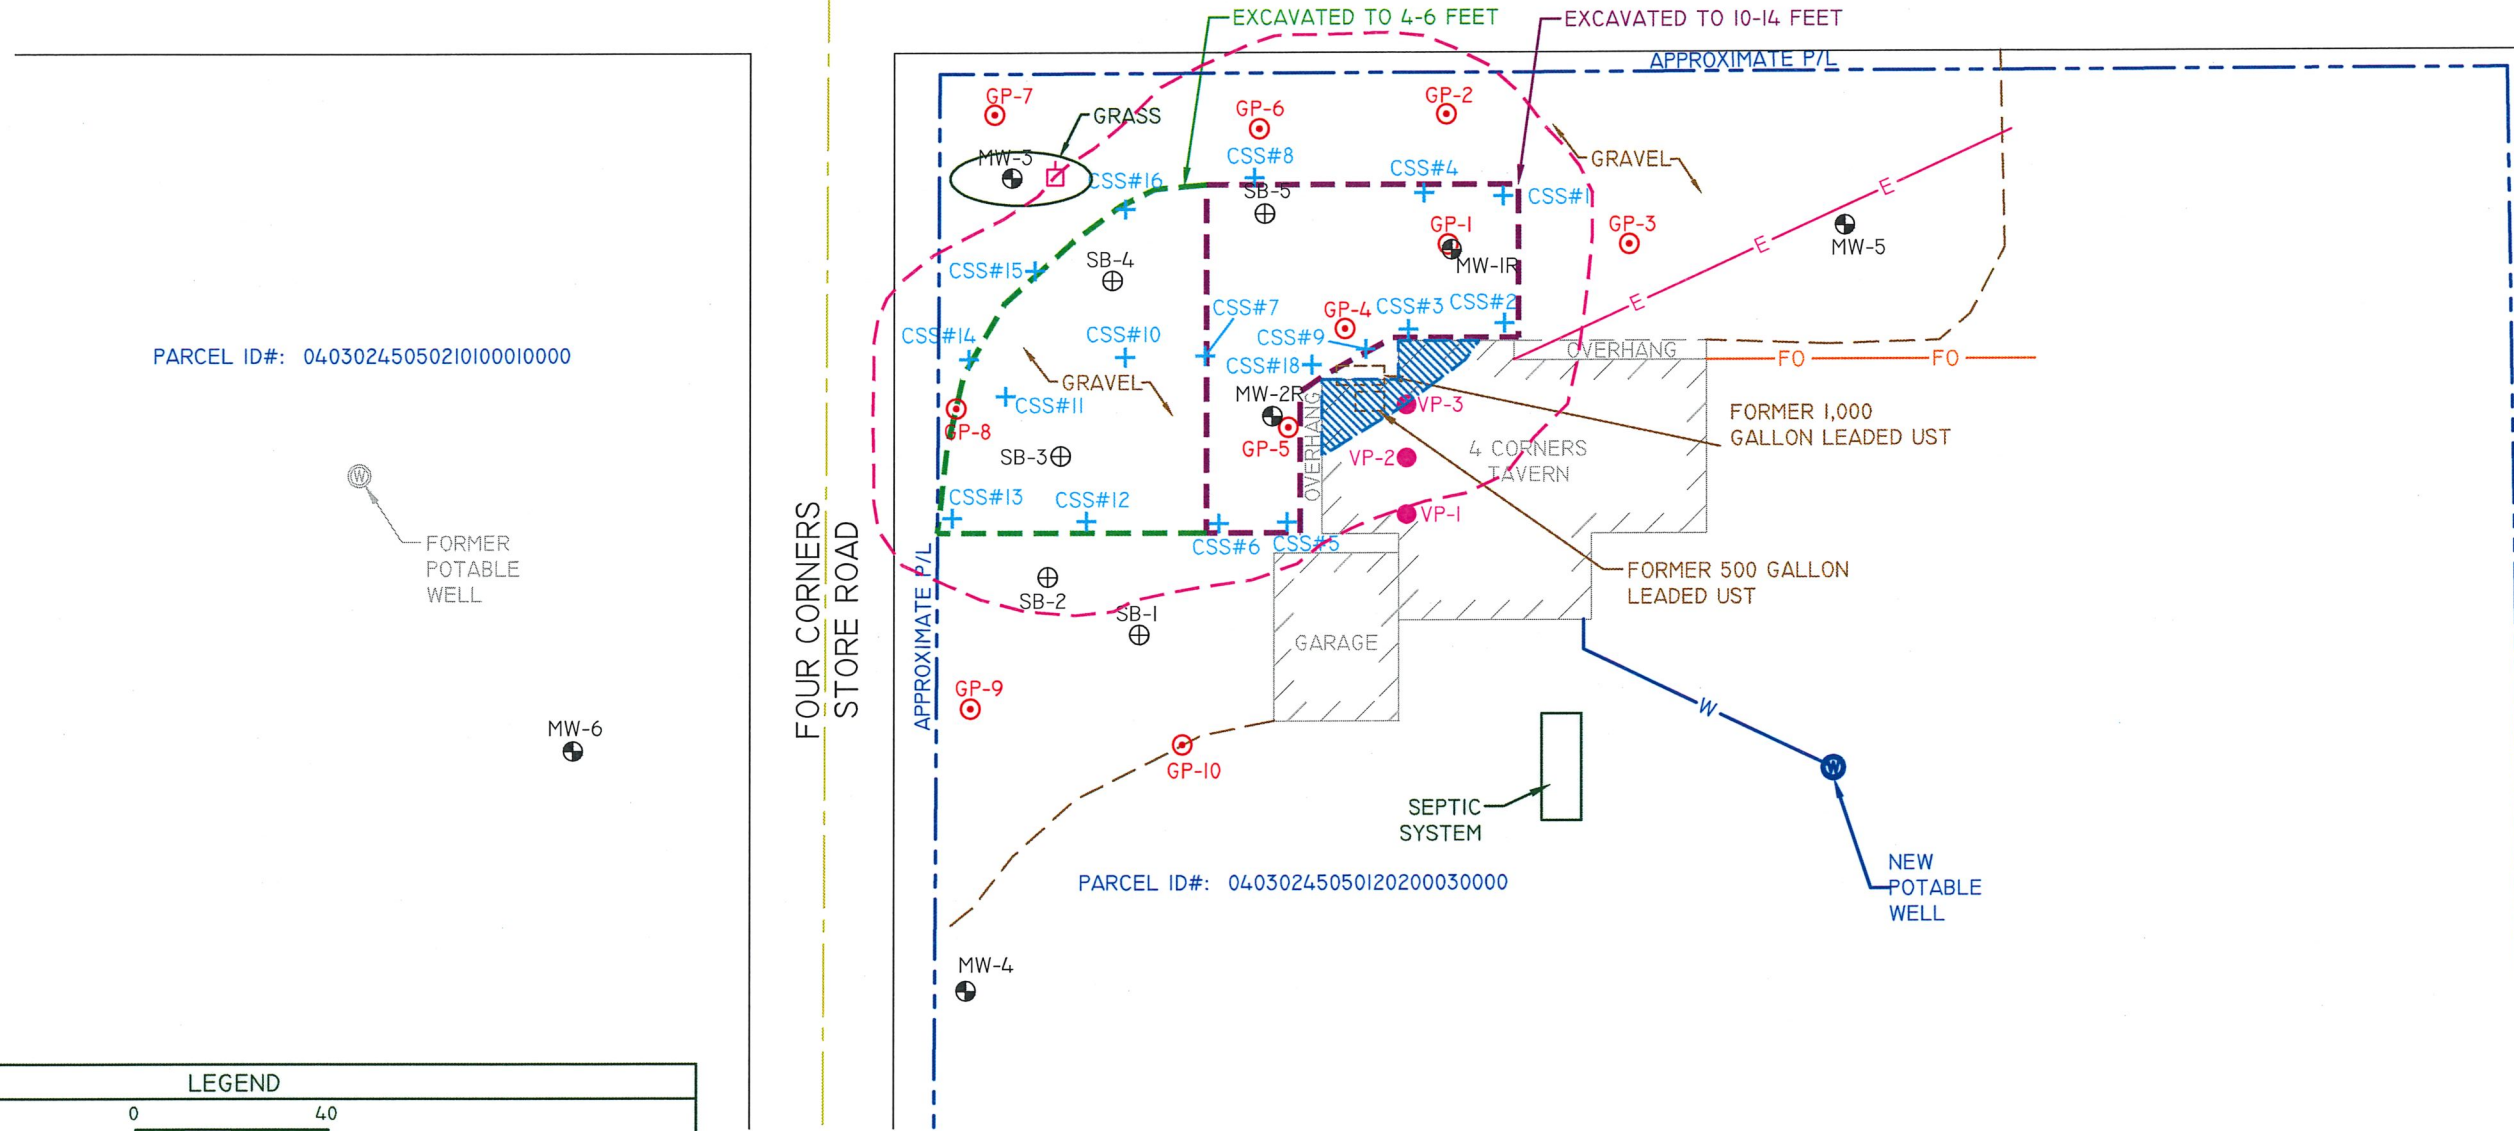 EXCAVATED TO 4-6 FEET
EXCAVATED TO 10-14 FEET
APPROXIMATE P/L
GP-7
GRASS
GP-6
GP-2
MW-3
CSS#16
CSS#8
SB-5
CSS#4
CSS#1
GRAVEL
GP-1
MW-1R
GP-3
E
E
E
MW-5
CSS#15
SB-4
CSS#7
GP-4
CSS#3
CSS#2
CSS#14
CSS#10
CSS#9
CSS#18
OVERHANG
FO
FO
PARCEL ID#: 04030245050210100010000
GRAVEL
MW-2R
CSS#11
GP-8
GP-5
OVERHANG
VP-3
VP-2
VP-1
4 CORNERS
TAVERN
FORMER 1,000
GALLON LEADED UST
SB-3
W
FORMER
POTABLE
WELL
CSS#13
CSS#12
CSS#6
CSS#5
FOUR CORNERS
STORE ROAD
APPROXIMATE P/L
SB-2
SB-1
FORMER 500 GALLON
LEADED UST
GARAGE
GP-9
GP-10
MW-6
W
W
SEPTIC
SYSTEM
NEW
POTABLE
WELL
PARCEL ID#: 04030245050120200030000
MW-4
LEGEND
0 40